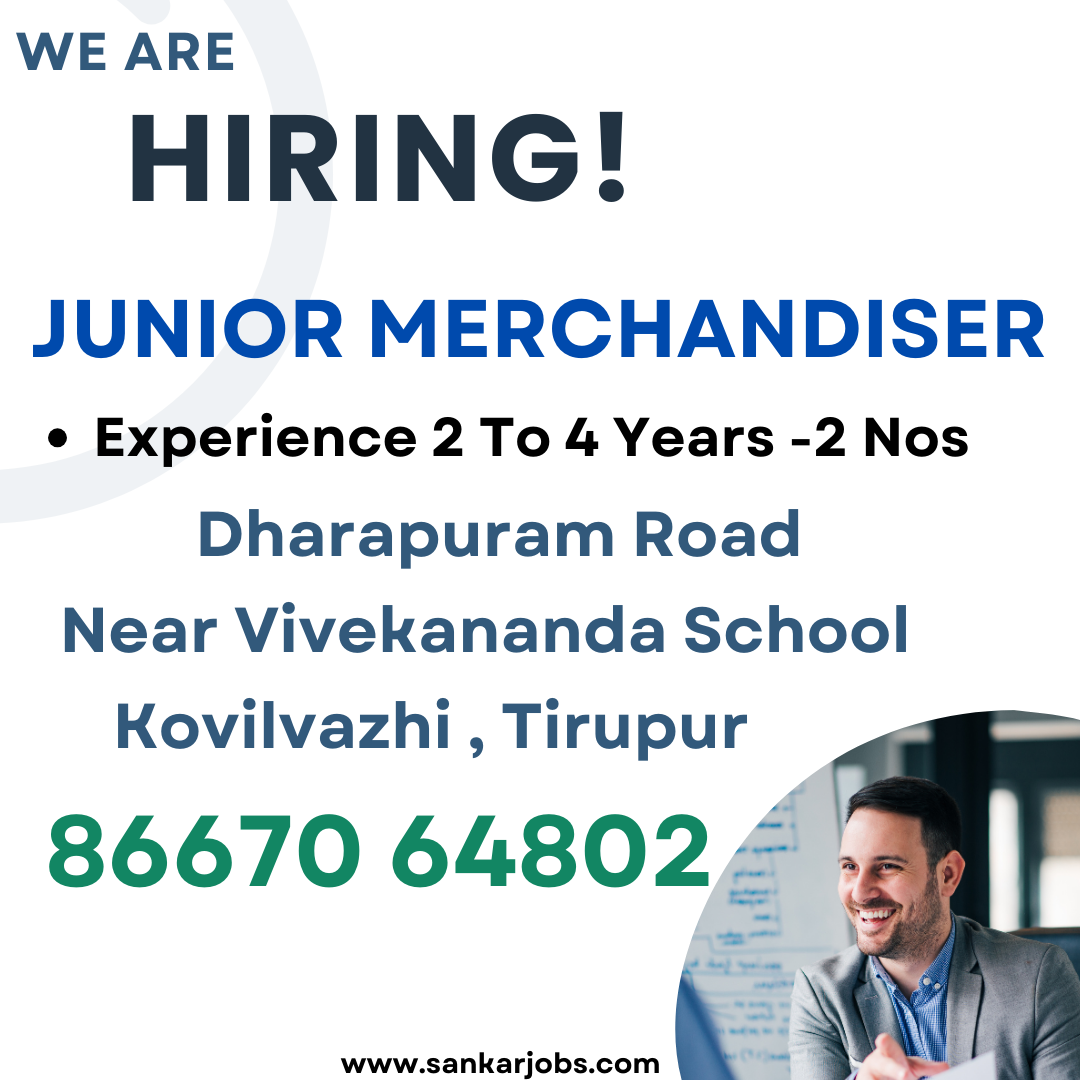 WE ARE
HIRING!
JUNIOR MERCHANDISER
• Experience 2 To 4 Years -2 Nos
Dharapuram Road
Near Vivekananda School
Kovilvazhi , Tirupur
86670 64802
www.sankarjobs.com